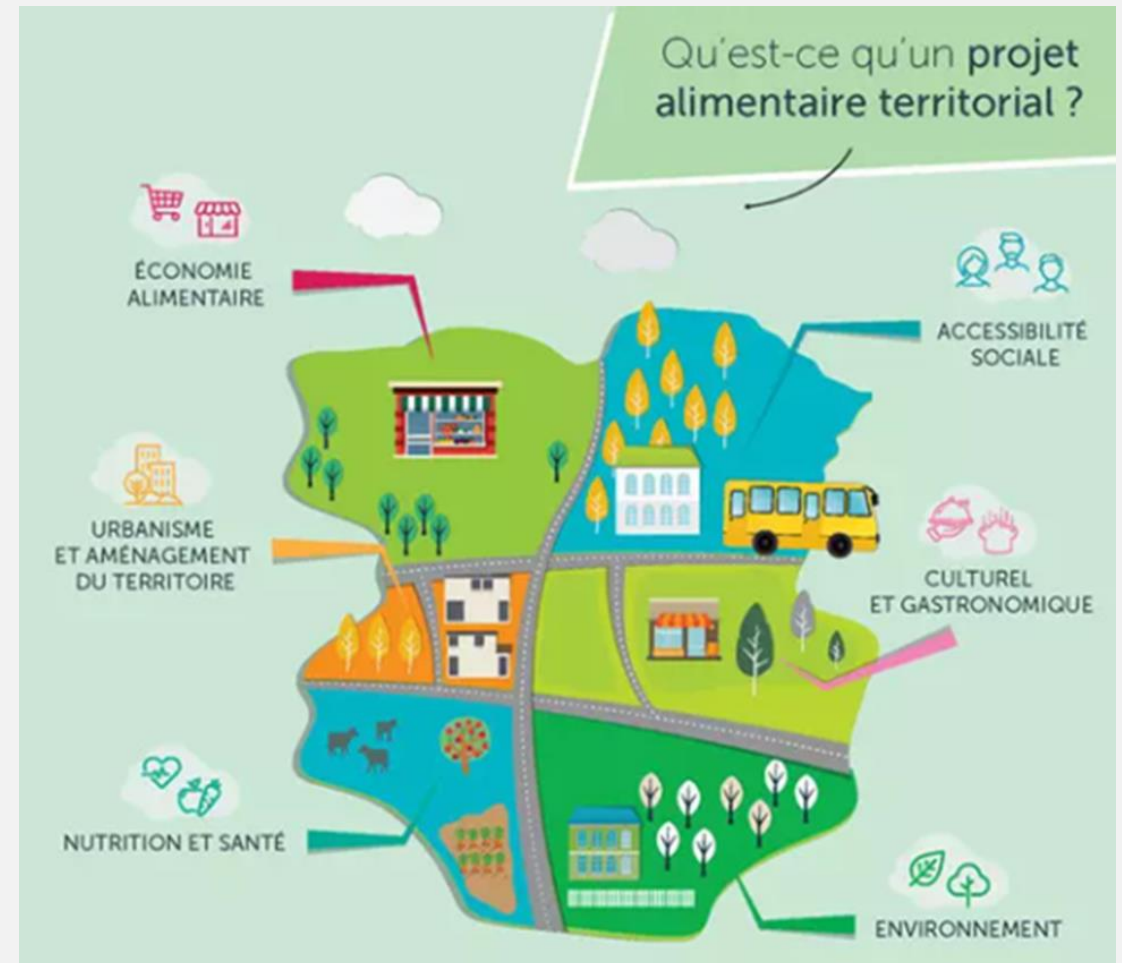 Qu'est-ce qu'un projet
alimentaire territorial ?
ÉCONOMIE
ALIMENTAIRE
ACCESSIBILITÉ
SOCIALE
URBANISME
ET AMÉNAGEMENT
DU TERRITOIRE
CULTUREL
ET GASTRONOMIQUE
NUTRITION ET SANTÉ
ENVIRONNEMENT